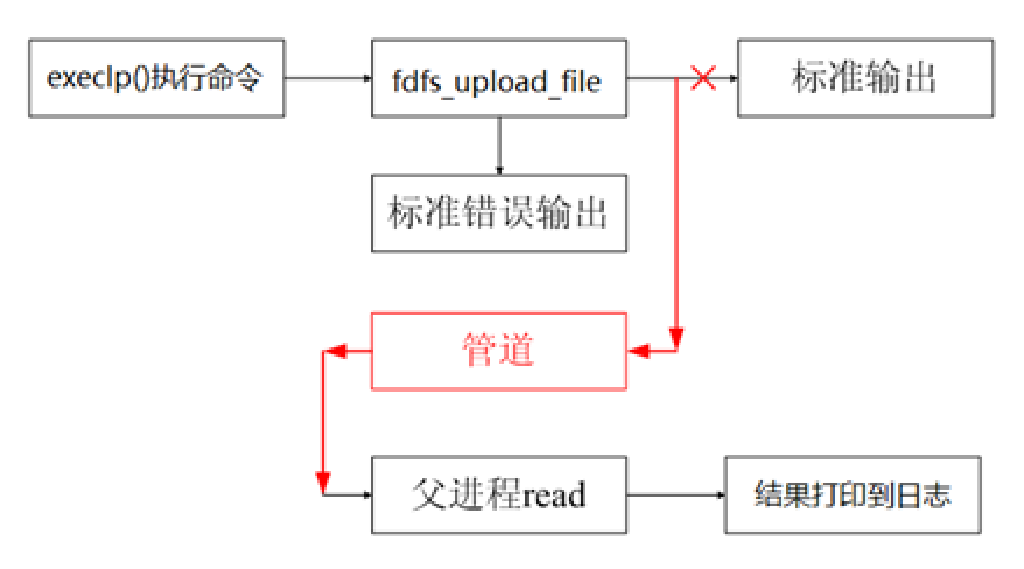 execlp()执行命令
fdfs_upload_file
标准输出
标准错误输出
管道
父进程read
结果打印到日志